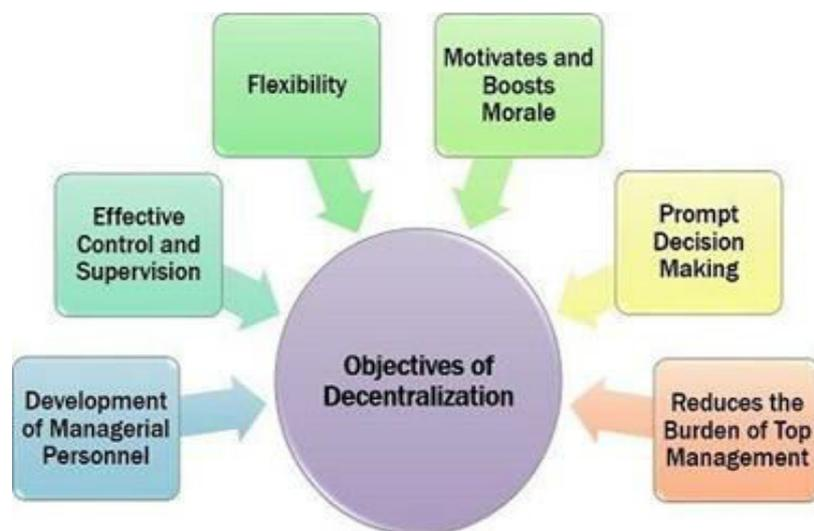 Flexibility
Motivates and
Boosts
Morale
Effective
Control and
Supervision
Prompt
Decision
Making
Objectives of
Decentralization
Development
of Managerial
Personnel
Reduces the
Burden of Top
Management